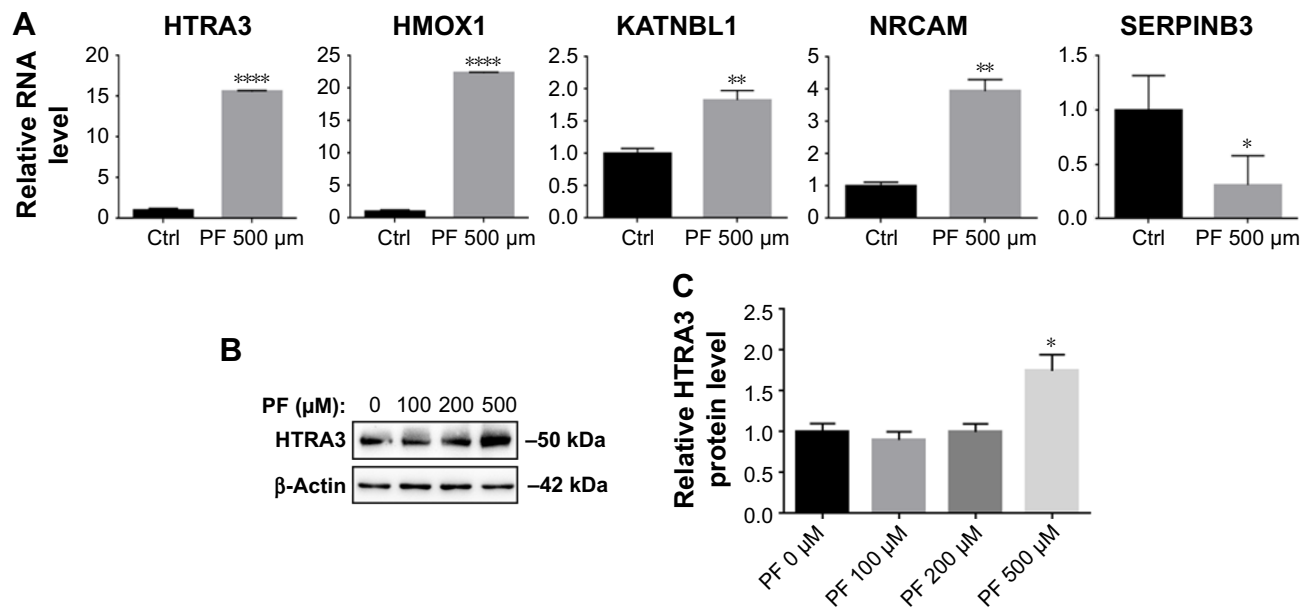 A
HTRA3
HMOX1
KATNBL1
NRCAM
SERPINB3
Relative RNA
level
20
15
10
5
0
****
Ctrl
PF 500 µm
25
20
15
10
5
0
****
Ctrl
PF 500 µm
2.5
2.0
1.5
1.0
0.5
0.0
**
Ctrl
PF 500 µm
5
4
3
2
1
0
**
Ctrl
PF 500 µm
1.5
1.0
0.5
0.0
*
Ctrl
PF 500 µm
B
PF (µM): 0 100 200 500
HTRA3 –50 kDa
β-Actin –42 kDa
C
Relative HTRA3
protein level
2.5
2.0
1.5
1.0
0.5
0.0
*
PF 0 µM
PF 100 µM
PF 200 µM
PF 500 µM